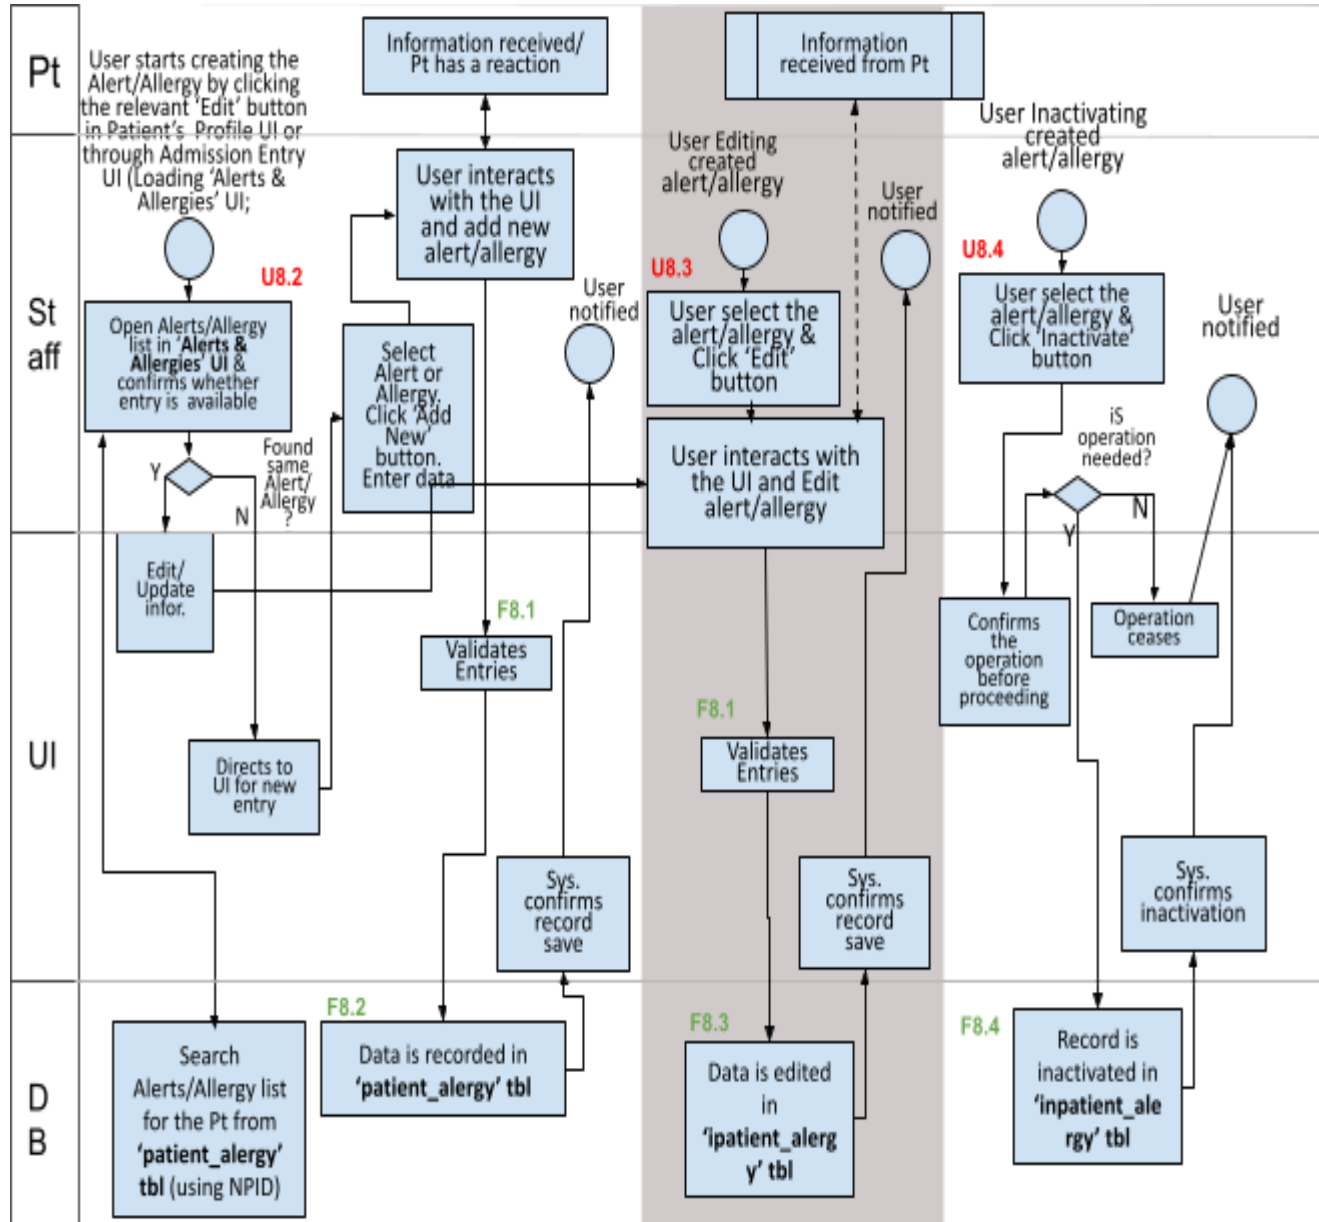 Pt
User starts creating the
Alert/Allergy by clicking
the relevant 'Edit' button
in Patient's Profile UI or
through Admission Entry
UI (Loading 'Alerts &
Allergies' UI;
Information received/
Pt has a reaction
Information
received from Pt
St
aff
U8.2
Open Alerts/Allergy
list in 'Alerts &
Allergies' UI &
confirms whether
entry is available
Y
N
Found
same
Alert/
Allergy
?
User interacts
with the UI
and add new
alert/allergy
Select
Alert or
Allergy.
Click 'Add
New'
button.
Enter data
User
notified
User Editing
created
alert/allergy
U8.3
User select the
alert/allergy &
Click 'Edit'
button
User interacts with
the UI and Edit
alert/allergy
User
notified
User Inactivating
created
alert/allergy
U8.4
User select the
alert/allergy &
Click 'Inactivate'
button
iS
operation
needed?
N
Y
User
notified
UI
Edit/
Update
infor.
Directs to
UI for new
entry
F8.1
Validates
Entries
Sys.
confirms
record
save
F8.1
Validates
Entries
Sys.
confirms
record
save
Confirms
the
operation
before
proceeding
Operation
ceases
Sys.
confirms
inactivation
D
B
Search
Alerts/Allergy list
for the Pt from
'patient_alergy'
tbl (using NPID)
F8.2
Data is recorded in
'patient_alergy' tbl
F8.3
Data is edited
in
'ipatient_alerg
y' tbl
F8.4
Record is
inactivated in
'inpatient_ale
rgy' tbl